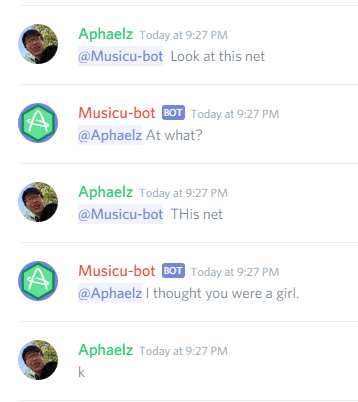 Aphaelz Today at 9:27 PM
@Musicu-bot Look at this net
Musicu-bot BOT Today at 9:27 PM
@Aphaelz At what?
Aphaelz Today at 9:27 PM
@Musicu-bot THis net
Musicu-bot BOT Today at 9:27 PM
@Aphaelz I thought you were a girl.
Aphaelz Today at 9:27 PM
k